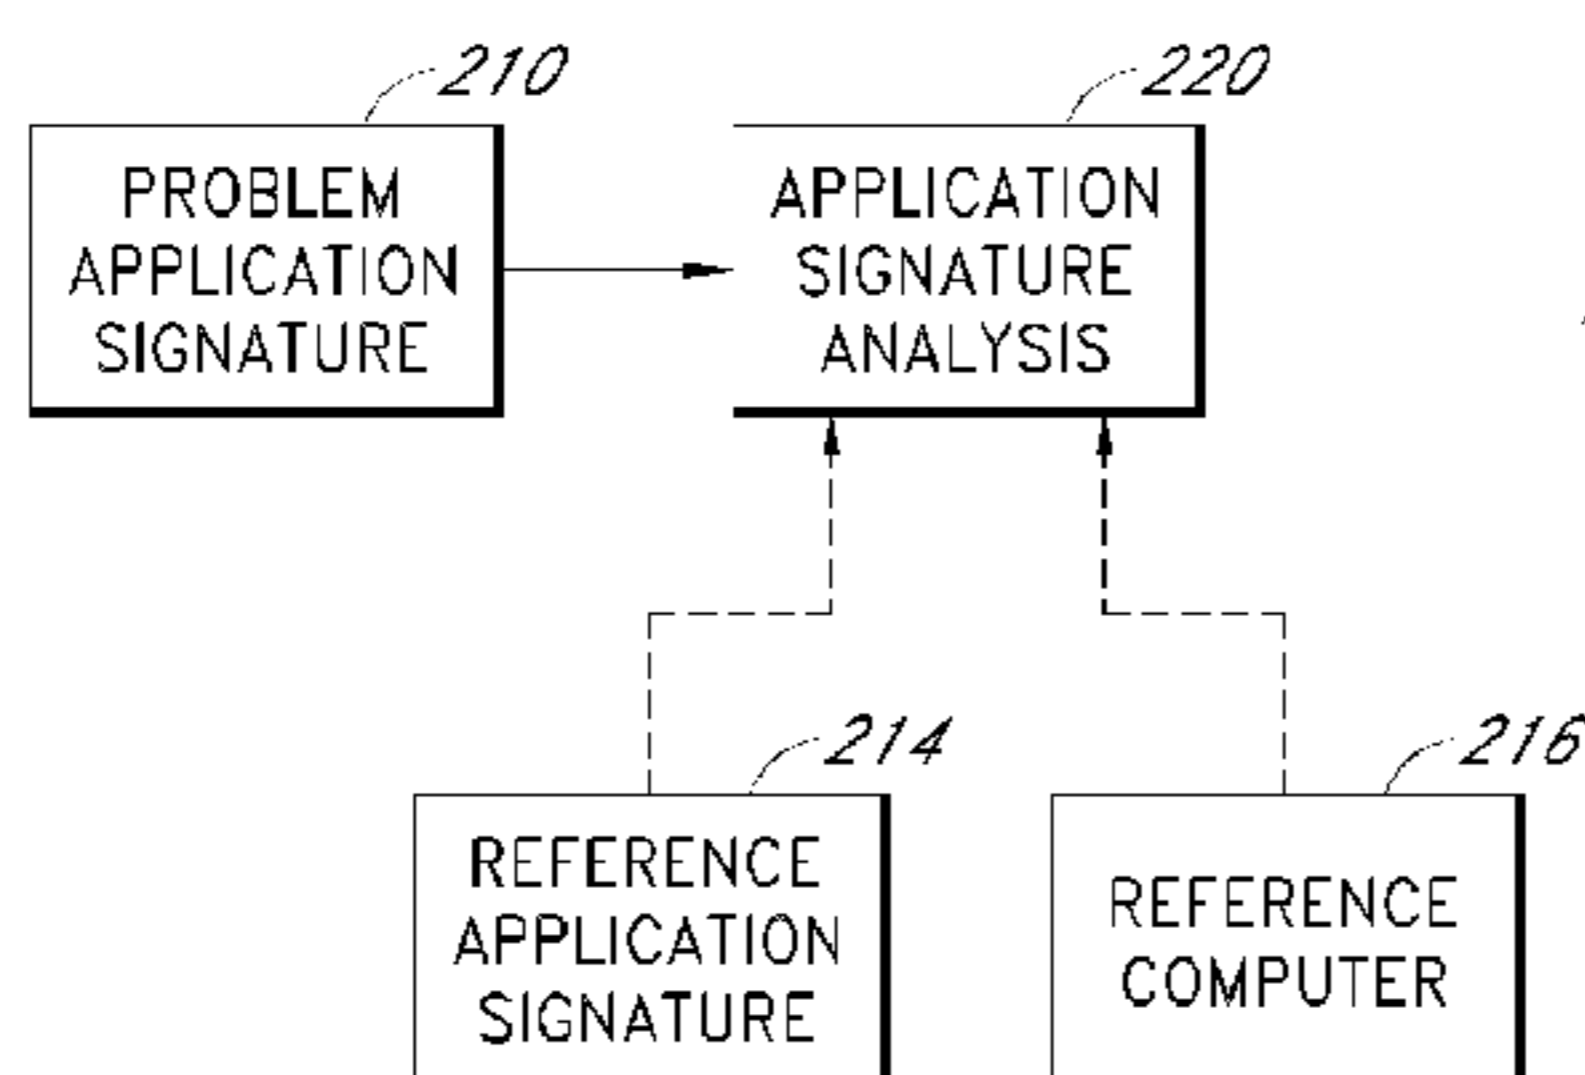 210
PROBLEM
APPLICATION
SIGNATURE
220
APPLICATION
SIGNATURE
ANALYSIS
214
REFERENCE
APPLICATION
SIGNATURE
216
REFERENCE
COMPUTER